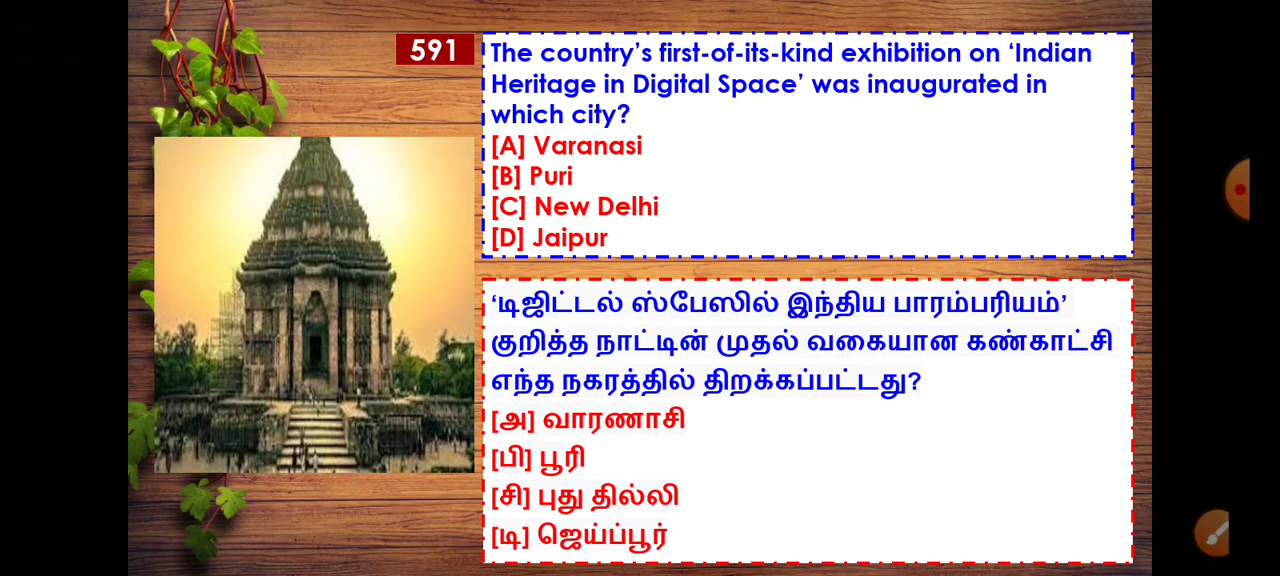 591
The country’s first-of-its-kind exhibition on ‘Indian
Heritage in Digital Space’ was inaugurated in
which city?
[A] Varanasi
[B] Puri
[C] New Delhi
[D] Jaipur
‘டிஜிட்டல் ஸ்பேஸில் இந்திய பாரம்பரியம்’
குறித்த நாட்டின் முதல் வகையான கண்காட்சி
எந்த நகரத்தில் திறக்கப்பட்டது?
[அ] வாரணாசி
[பி] பூரி
[சி] புது தில்லி
[டி] ஜெய்ப்பூர்